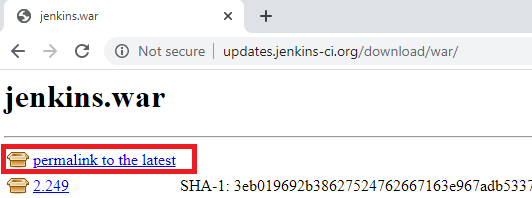 jenkins.war
Not secure | updates.jenkins-ci.org/download/war/
jenkins.war
permalink to the latest
2.249 SHA-1: 3eb019692b38627524762667163e967adb5337